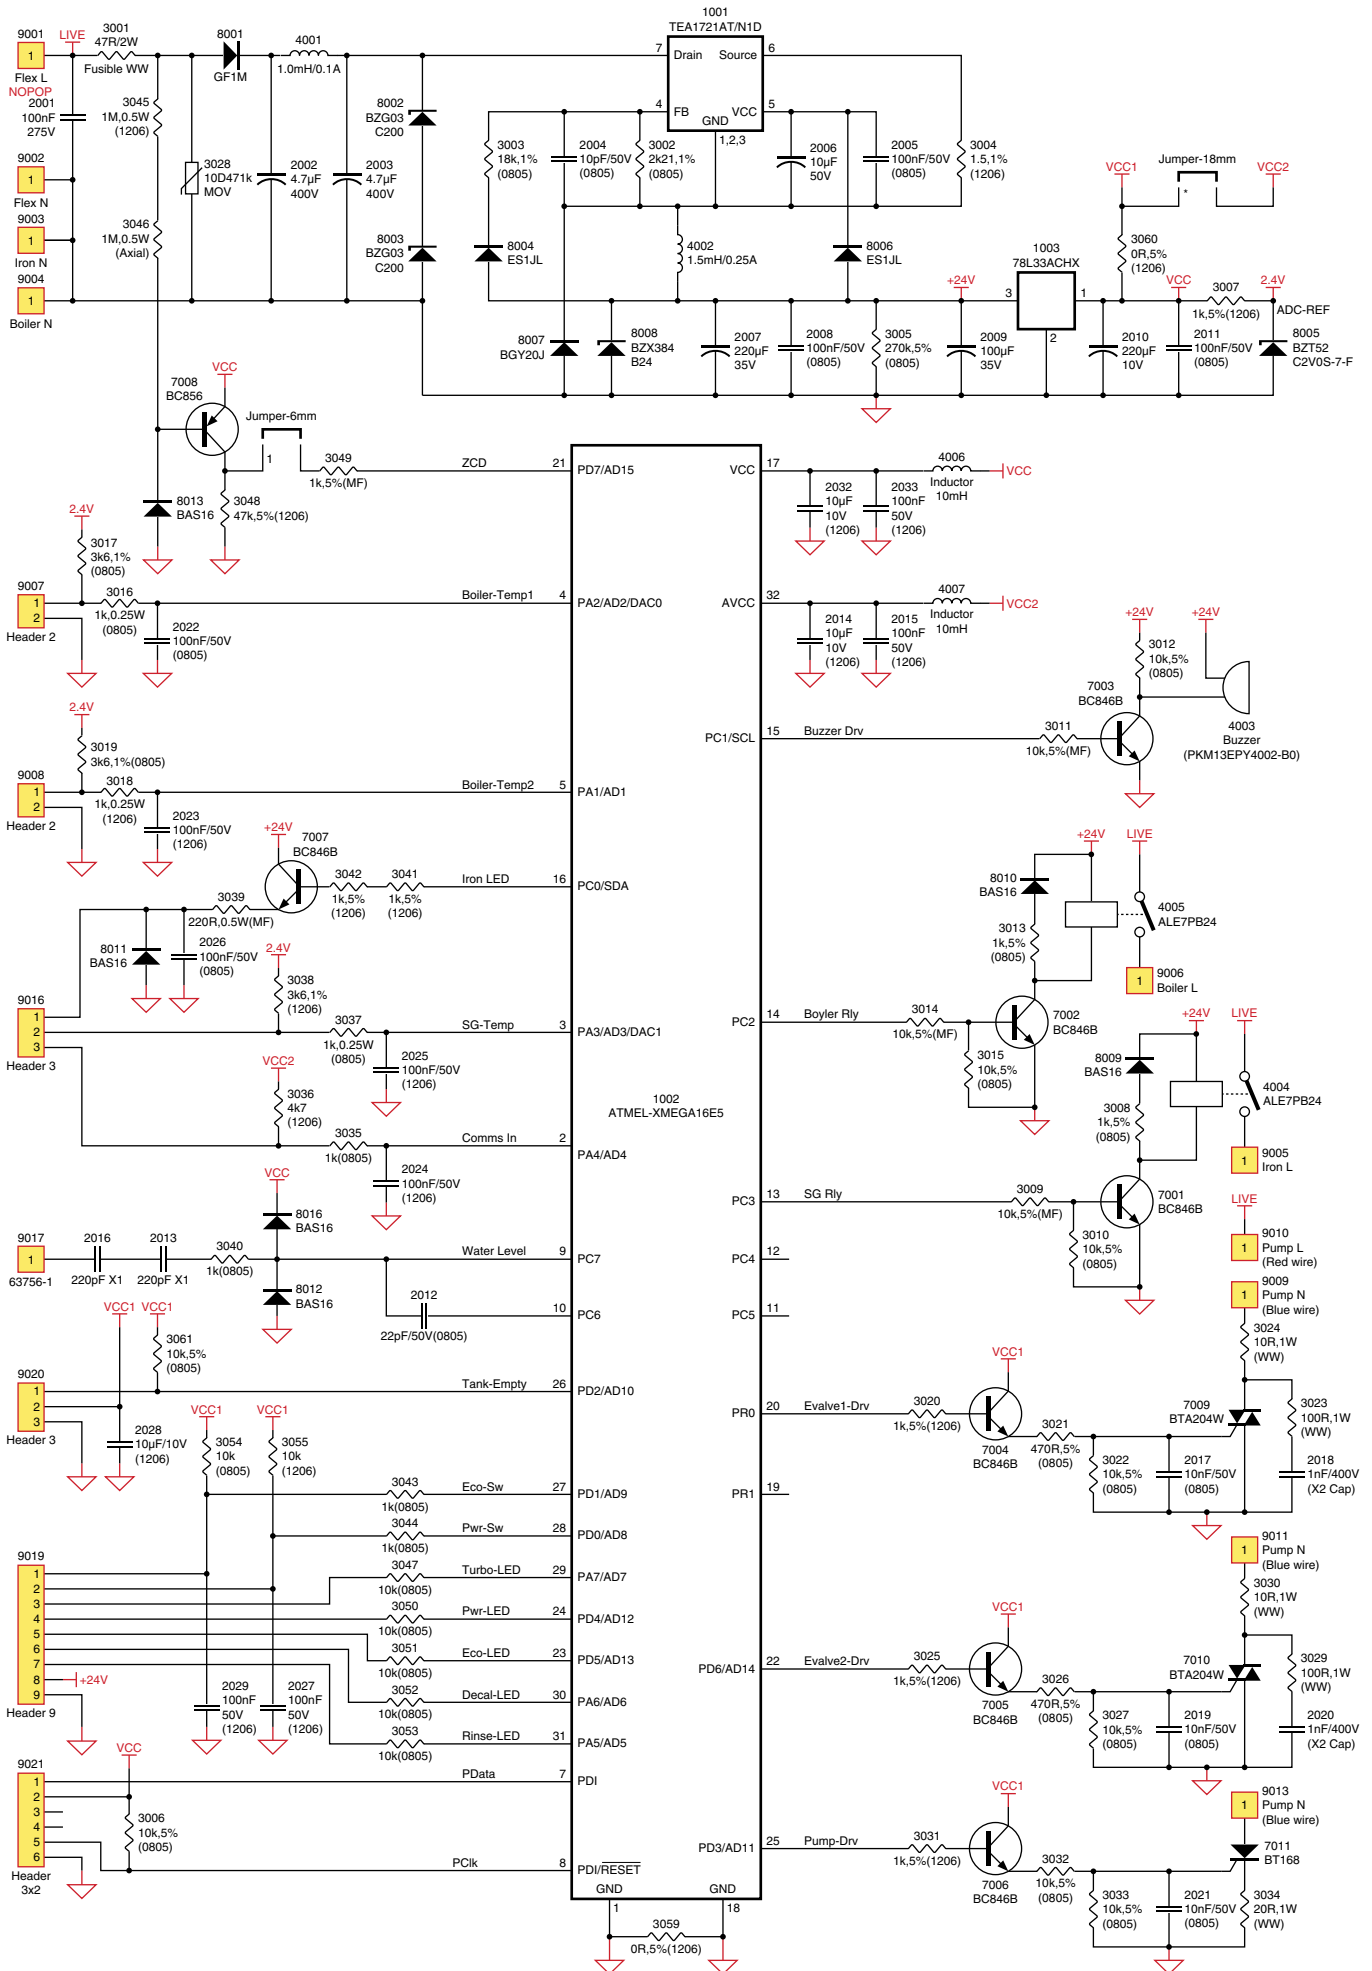 9001
1
Flex L
NOPOP
LIVE
3001
47R/2W
Fusible WW
8001
GF1M
4001
1.0mH/0.1A
1001
TEA1721AT/N1D
7
Drain
Source
6
4
FB
VCC
5
GND
1,2,3
2001
100nF
275V
3045
1M,0.5W
(1206)
9002
1
Flex N
9003
1
Iron N
9004
1
Boiler N
3046
1M,0.5W
(Axial)
3028
10D471k
MOV
2002
4.7µF
400V
2003
4.7µF
400V
8002
BZG03
C200
8003
BZG03
C200
3003
18k,1%
(0805)
2004
10pF/50V
(0805)
3002
2k21,1%
(0805)
2006
10µF
50V
2005
100nF/50V
(0805)
3004
1.5,1%
(1206)
8004
ES1JL
4002
1.5mH/0.25A
8006
ES1JL
VCC1
Jumper-18mm
*
VCC2
3060
0R,5%
(1206)
1003
78L33ACHX
+24V
3
1
2
VCC
3007
1k,5%(1206)
2.4V
ADC-REF
8007
BGY20J
8008
BZX384
B24
2007
220µF
35V
2008
100nF/50V
(0805)
3005
270k,5%
(0805)
2009
100µF
35V
2010
220µF
10V
2011
100nF/50V
(0805)
8005
BZT52
C2V0S-7-F
7008
BC856
VCC
Jumper-6mm
1
3049
1k,5%(MF)
ZCD
21
PD7/AD15
8013
BAS16
3048
47k,5%(1206)
VCC
17
4006
Inductor
10mH
VCC
2032
10µF
10V
(1206)
2033
100nF
50V
(1206)
2.4V
3017
3k6,1%
(0805)
9007
1
2
Header 2
3016
1k,0.25W
(0805)
2022
100nF/50V
(0805)
Boiler-Temp1
4
PA2/AD2/DAC0
AVCC
32
4007
Inductor
10mH
VCC2
2014
10µF
10V
(1206)
2015
100nF
50V
(1206)
+24V
+24V
3012
10k,5%
(0805)
7003
BC846B
4003
Buzzer
(PKM13EPY4002-B0)
PC1/SCL
15
Buzzer Drv
3011
10k,5%(MF)
2.4V
3019
3k6,1%(0805)
9008
1
2
Header 2
3018
1k,0.25W
(1206)
2023
100nF/50V
(1206)
Boiler-Temp2
5
PA1/AD1
+24V
7007
BC846B
3042
1k,5%
(1206)
3041
1k,5%
(1206)
Iron LED
16
PC0/SDA
3039
220R,0.5W(MF)
8011
BAS16
2026
100nF/50V
(0805)
2.4V
3038
3k6,1%
(1206)
9016
1
2
3
Header 3
3037
1k,0.25W
(0805)
SG-Temp
3
PA3/AD3/DAC1
2025
100nF/50V
(1206)
VCC2
3036
4k7
(1206)
3035
1k(0805)
Comms In
2
PA4/AD4
2024
100nF/50V
(1206)
1002
ATMEL-XMEGA16E5
+24V
LIVE
8010
BAS16
3013
1k,5%
(0805)
4005
ALE7PB24
9006
1
Boiler L
PC2
14
Boyler Rly
3014
10k,5%(MF)
3015
10k,5%
(0805)
7002
BC846B
+24V
LIVE
8009
BAS16
3008
1k,5%
(0805)
4004
ALE7PB24
9005
1
Iron L
PC3
13
SG Rly
3009
10k,5%(MF)
3010
10k,5%
(0805)
7001
BC846B
LIVE
9010
1
Pump L
(Red wire)
9009
1
Pump N
(Blue wire)
3024
10R,1W
(WW)
VCC
8016
BAS16
9017
1
63756-1
2016
220pF X1
2013
220pF X1
3040
1k(0805)
Water Level
9
PC7
8012
BAS16
2012
22pF/50V(0805)
10
PC6
PC4
12
PC5
11
VCC1
VCC1
3061
10k,5%
(0805)
9020
1
2
3
Header 3
Tank-Empty
26
PD2/AD10
2028
10µF/10V
(1206)
VCC1
VCC1
3054
10k
(0805)
3055
10k
(1206)
VCC1
PR0
20
Evalve1-Drv
3020
1k,5%(1206)
7004
BC846B
3021
470R,5%
(0805)
3022
10k,5%
(0805)
2017
10nF/50V
(0805)
7009
BTA204W
3023
100R,1W
(WW)
2018
1nF/400V
(X2 Cap)
PR1
19
3043
1k(0805)
Eco-Sw
27
PD1/AD9
3044
1k(0805)
Pwr-Sw
28
PD0/AD8
3047
10k(0805)
Turbo-LED
29
PA7/AD7
3050
10k(0805)
Pwr-LED
24
PD4/AD12
3051
10k(0805)
Eco-LED
23
PD5/AD13
3052
10k(0805)
Decal-LED
30
PA6/AD6
3053
10k(0805)
Rinse-LED
31
PA5/AD5
9019
1
2
3
4
5
6
7
8
9
Header 9
+24V
2029
100nF
50V
(1206)
2027
100nF
50V
(1206)
9011
1
Pump N
(Blue wire)
3030
10R,1W
(WW)
VCC1
PD6/AD14
22
Evalve2-Drv
3025
1k,5%(1206)
7005
BC846B
3026
470R,5%
(0805)
3027
10k,5%
(0805)
2019
10nF/50V
(0805)
7010
BTA204W
3029
100R,1W
(WW)
2020
1nF/400V
(X2 Cap)
VCC
9021
1
2
3
4
5
6
Header
3x2
3006
10k,5%
(0805)
PData
7
PDI
PClk
8
PDI/RESET
9013
1
Pump N
(Blue wire)
VCC1
PD3/AD11
25
Pump-Drv
3031
1k,5%(1206)
7006
BC846B
3032
10k,5%
(0805)
3033
10k,5%
(0805)
2021
10nF/50V
(0805)
7011
BT168
3034
20R,1W
(WW)
GND
GND
1
18
3059
0R,5%(1206)